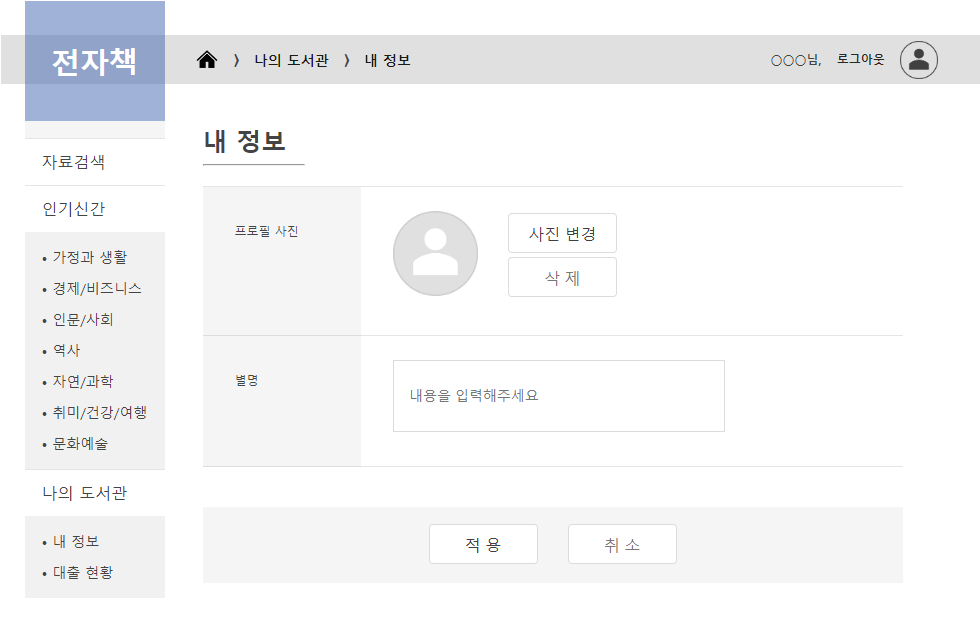 전자책
〉 나의 도서관 〉 내 정보
○○○님, 로그아웃
자료검색
인기신간
• 가정과 생활
• 경제/비즈니스
• 인문/사회
• 역사
• 자연/과학
• 취미/건강/여행
• 문화예술
나의 도서관
• 내 정보
• 대출 현황
내 정보
프로필 사진
사진 변경
삭 제
별명
내용을 입력해주세요
적 용
취 소